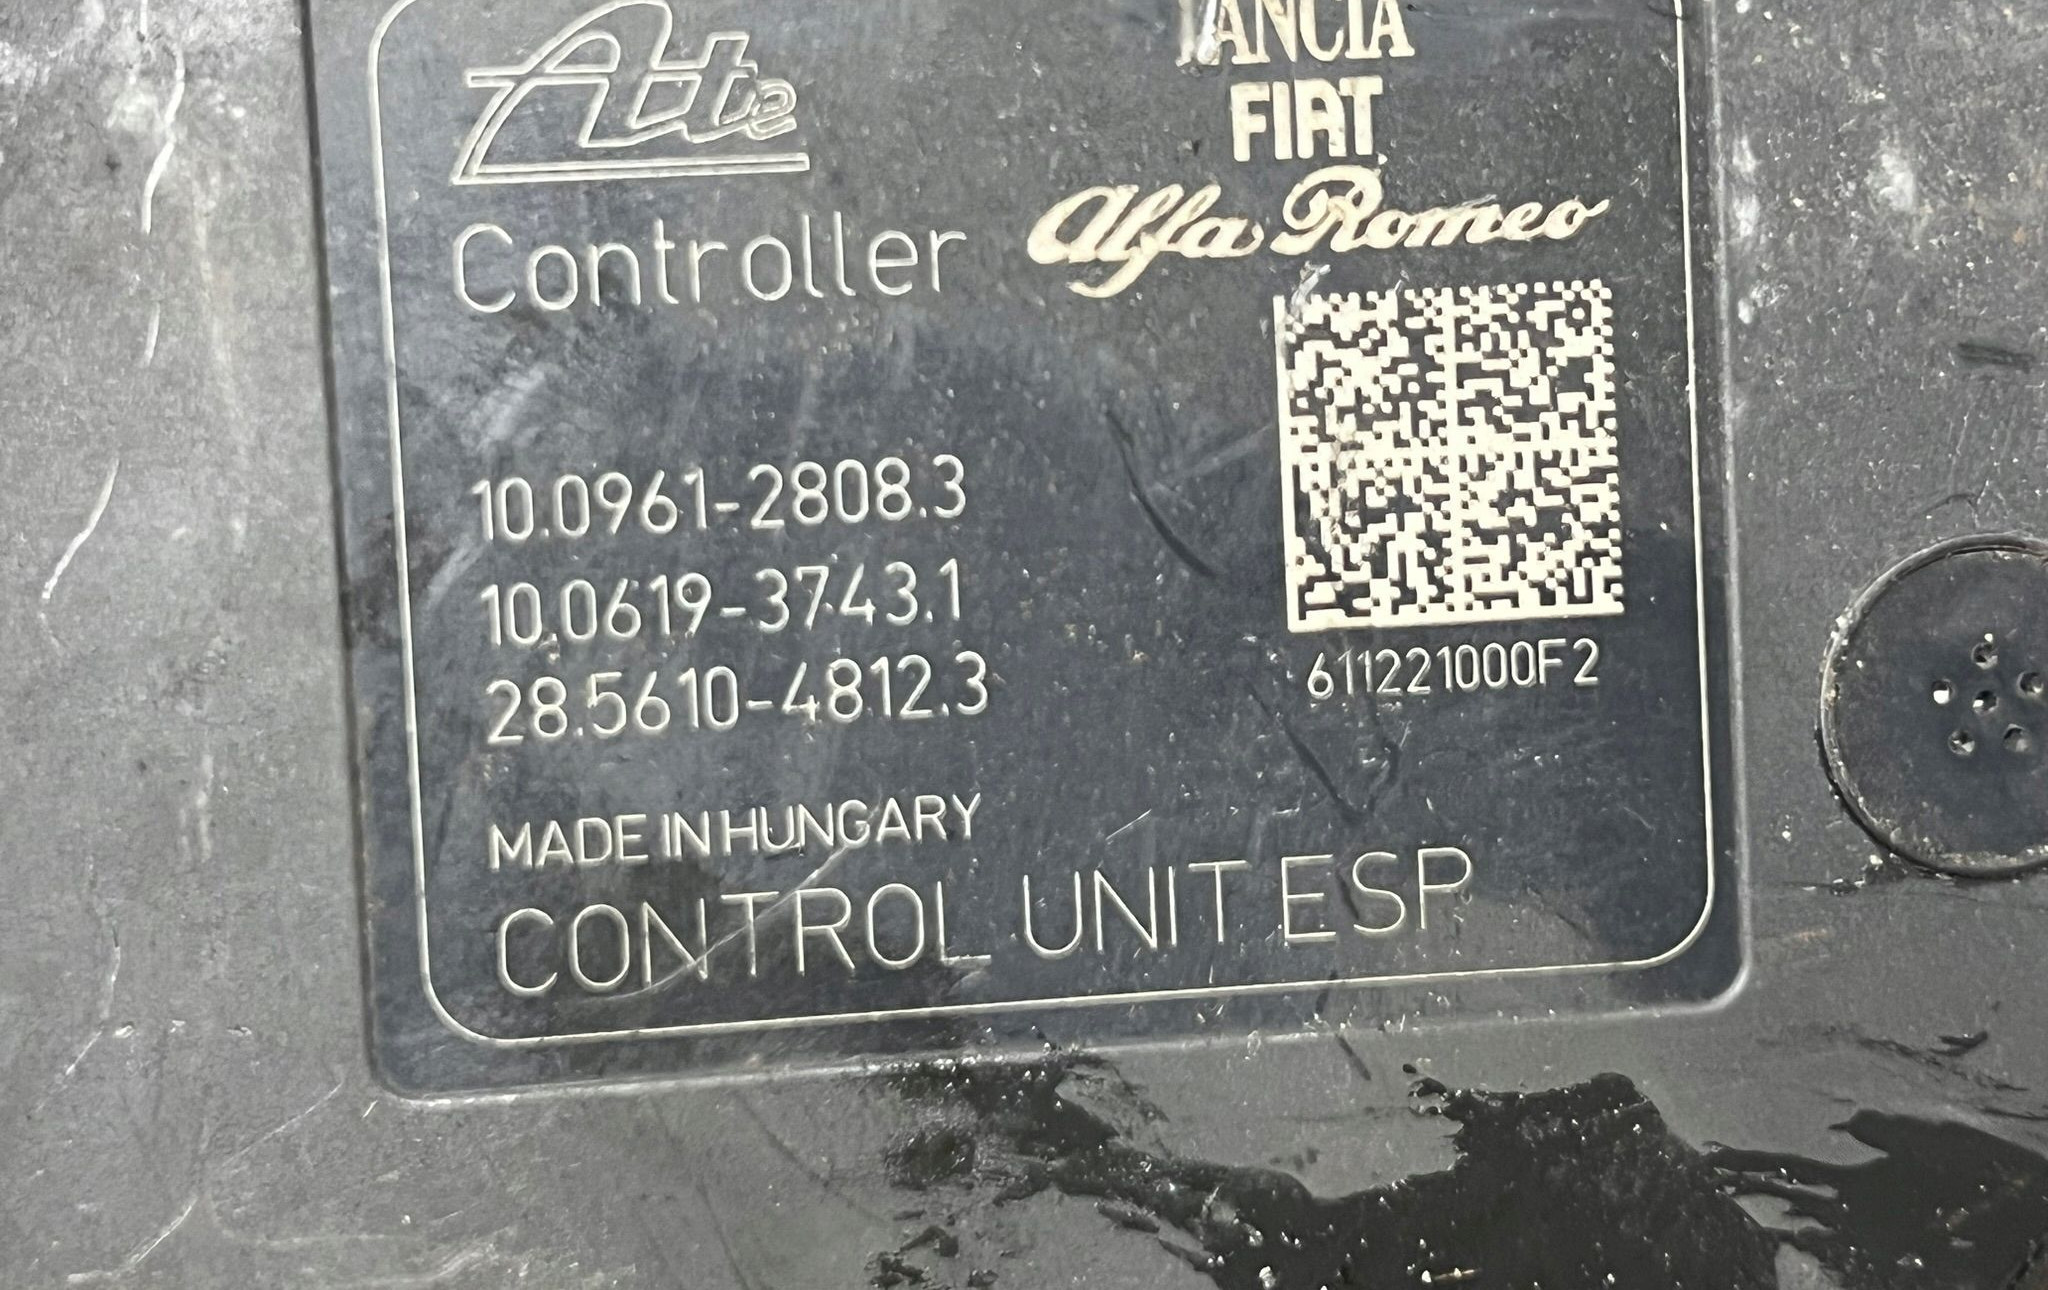 Ate
LANCIA
FIAT
Alfa Romeo
Controller
10.0961-2808.3
10.0619-3743.1
28.5610-4812.3
611221000F2
MADE IN HUNGARY
CONTROL UNIT ESP